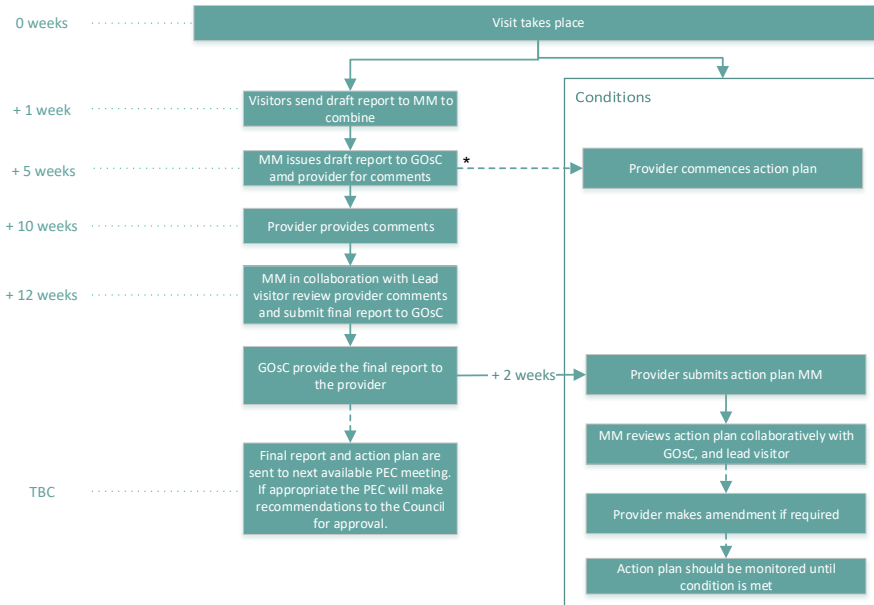 0 weeks
Visit takes place
Conditions
+ 1 week
Visitors send draft report to MM to
combine
+ 5 weeks
MM issues draft report to GOsC
amd provider for comments
*
Provider commences action plan
+ 10 weeks
Provider provides comments
+ 12 weeks
MM in collaboration with Lead
visitor review provider comments
and submit final report to GOsC
GOsC provide the final report to
the provider
+ 2 weeks
Provider submits action plan MM
MM reviews action plan collaboratively with
GOsC, and lead visitor
TBC
Final report and action plan are
sent to next available PEC meeting.
If appropriate the PEC will make
recommendations to the Council
for approval.
Provider makes amendment if required
Action plan should be monitored until
condition is met